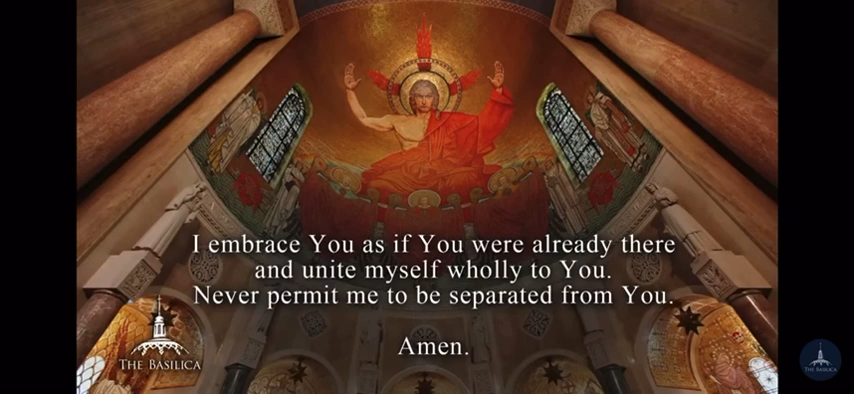 I embrace You as if You were already there
and unite myself wholly to You.
Never permit me to be separated from You.
Amen.
THE BASILICA
THE BASILICA